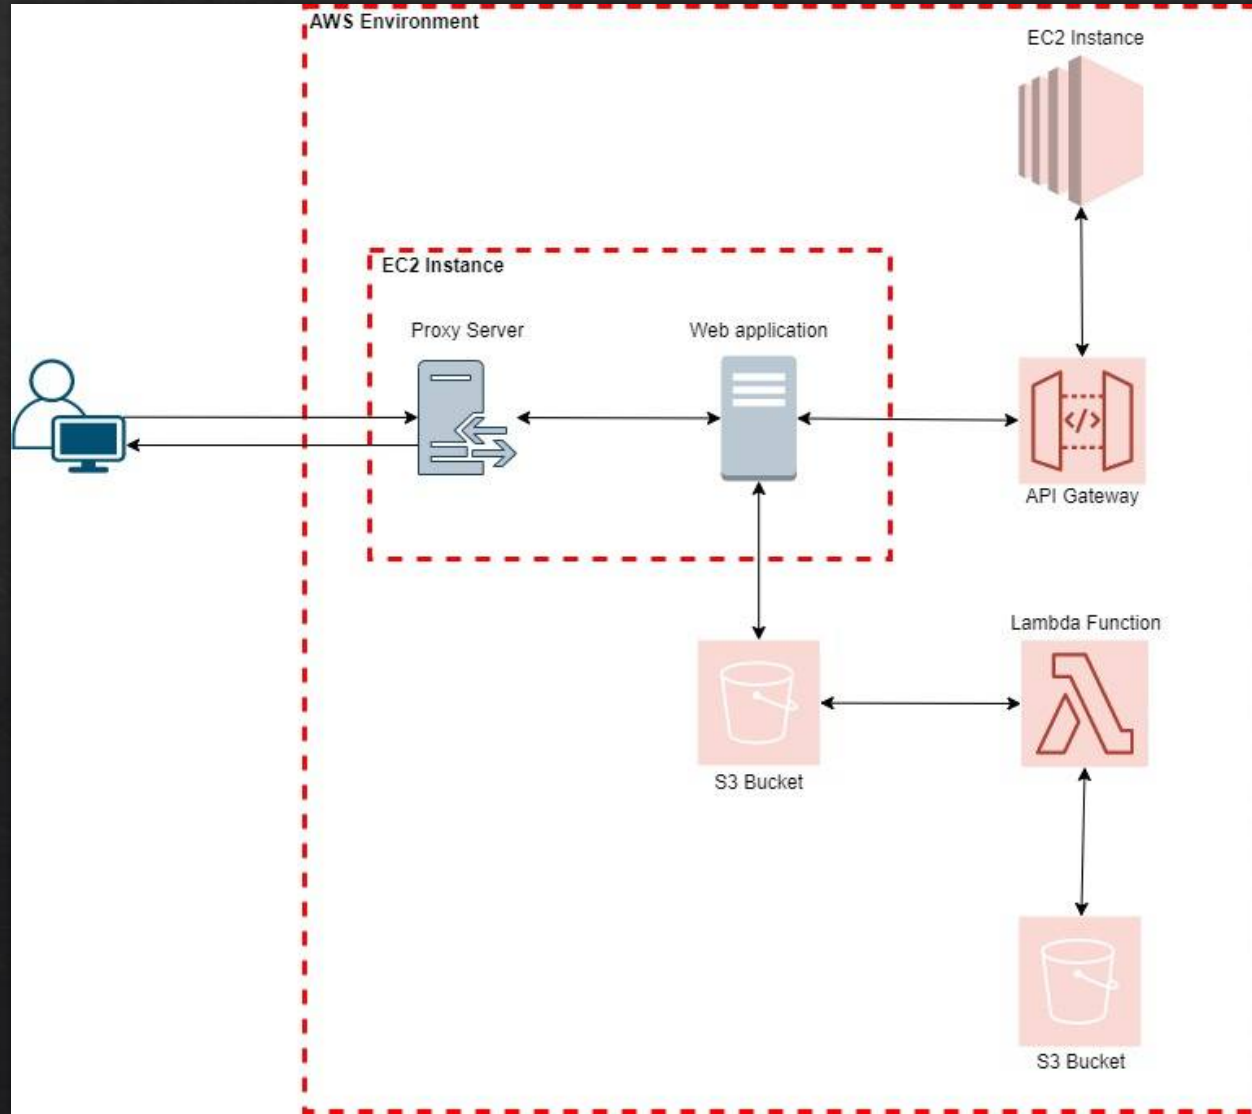 AWS Environment
EC2 Instance
EC2 Instance
Proxy Server
Web application
</>
API Gateway
Lambda Function
S3 Bucket
S3 Bucket